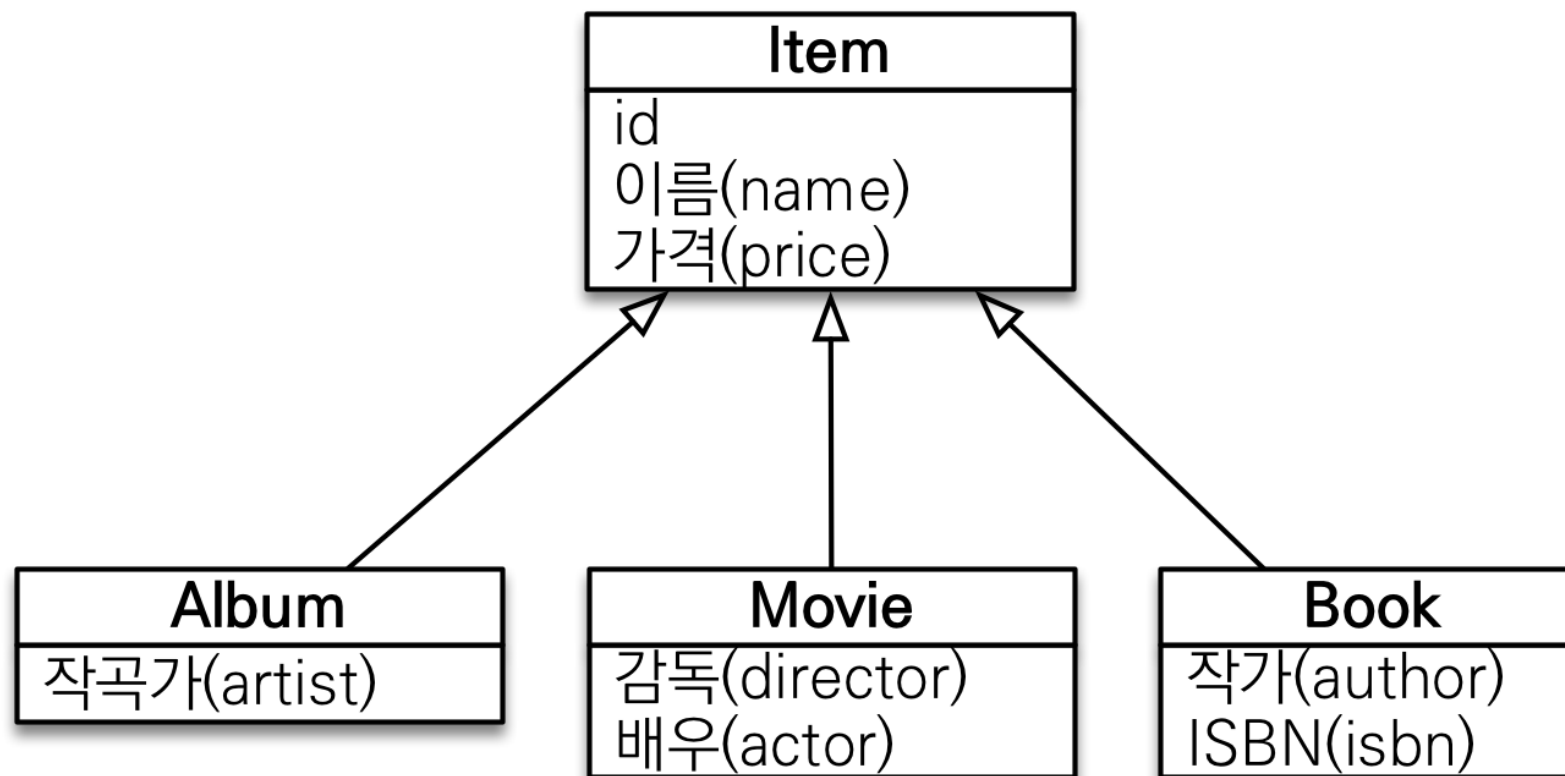 Item
id
이름(name)
가격(price)
Album
작곡가(artist)
Movie
감독(director)
배우(actor)
Book
작가(author)
ISBN(isbn)